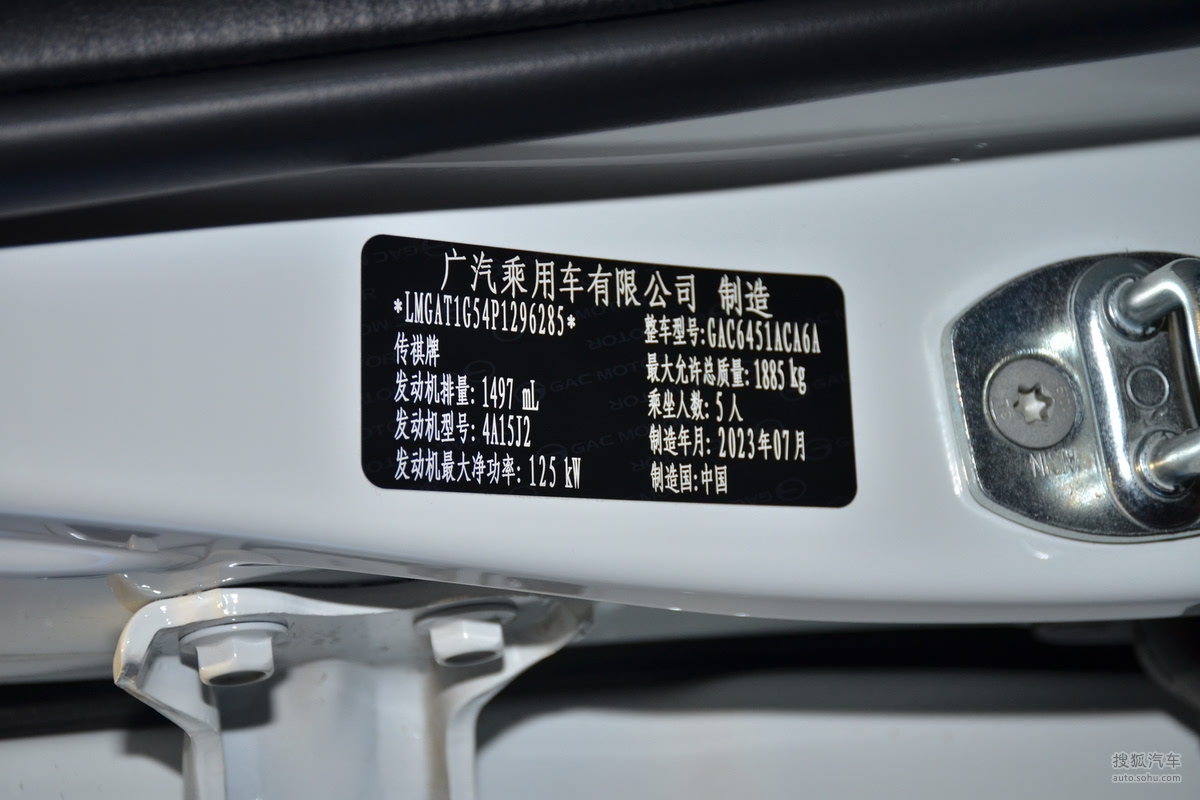 广汽乘用车有限公司 制造
*LMGAT1G54P1296285*
整车型号:GAC6451ACA6A
传祺牌
最大允许总质量:1885 kg
发动机排量:1497 mL
乘坐人数:5人
发动机型号:4A15J2
制造年月:2023年07月
发动机最大净功率:125 kW
制造国:中国
GAC MOTOR
搜狐汽车
auto.sohu.com